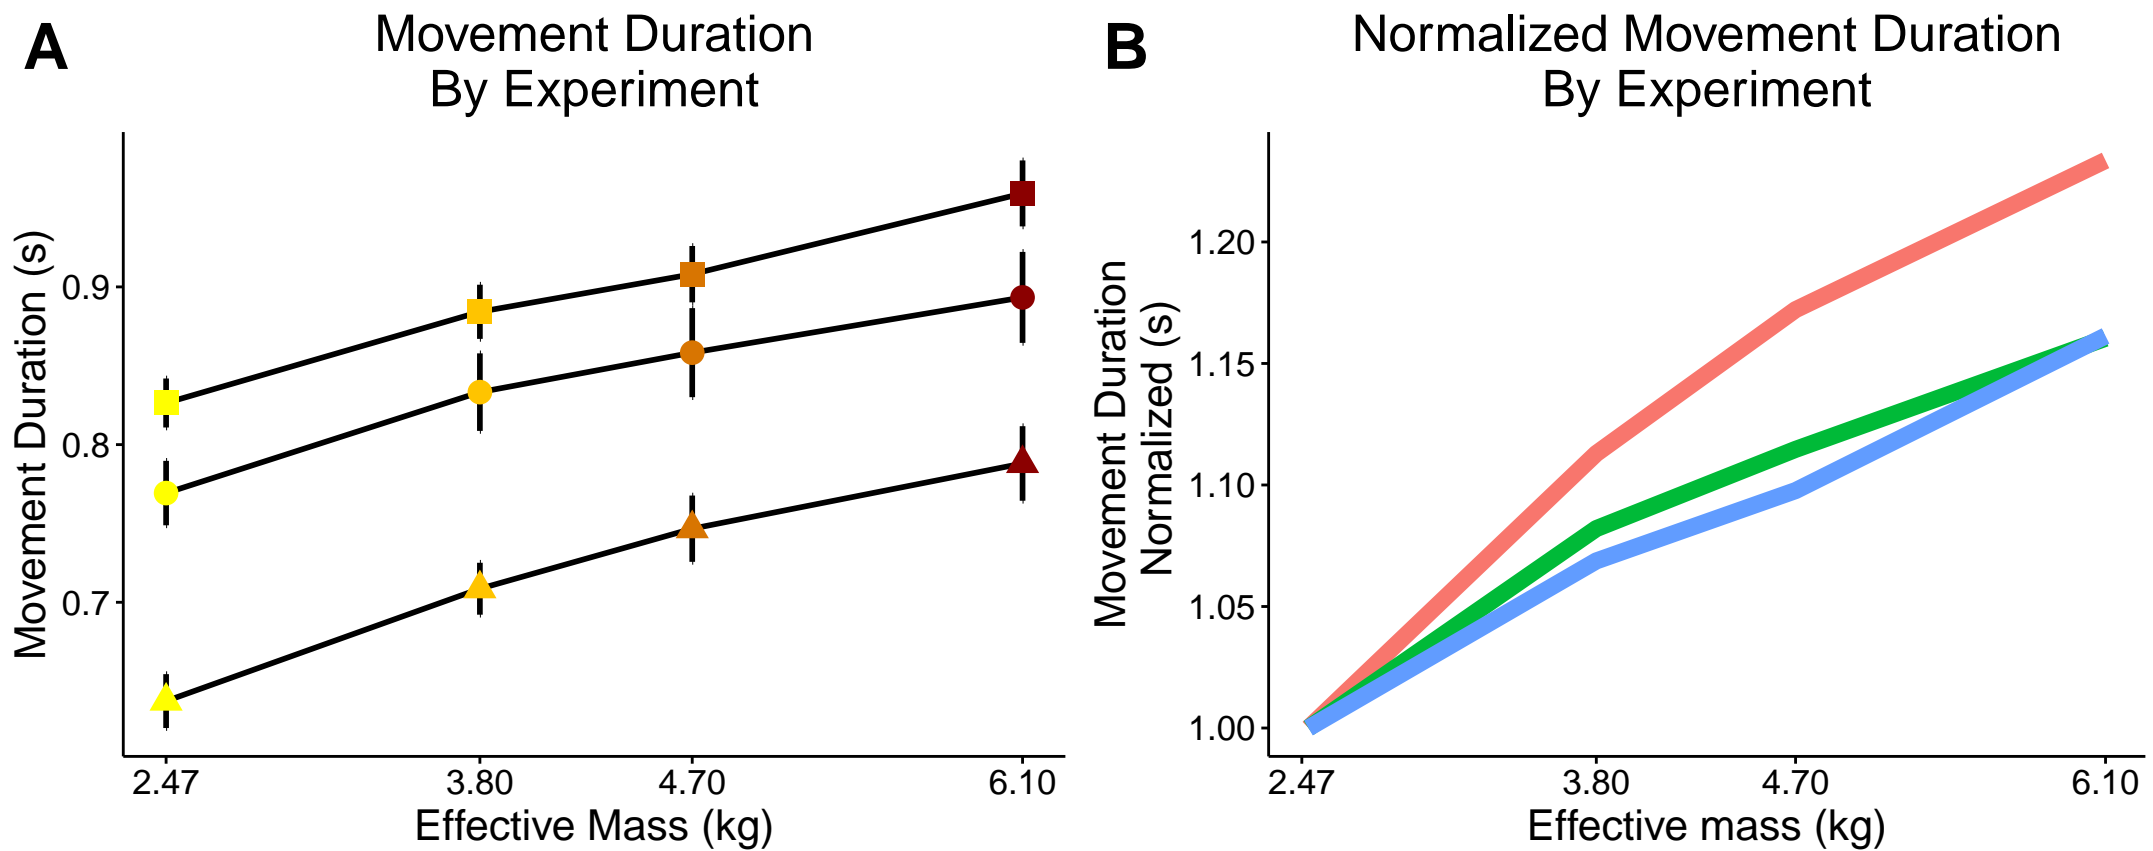 A
Movement Duration
By Experiment
Movement Duration (s)
0.9
0.8
0.7
2.47
3.80
4.70
6.10
Effective Mass (kg)
B
Normalized Movement Duration
By Experiment
Movement Duration
Normalized (s)
1.20
1.15
1.10
1.05
1.00
2.47
3.80
4.70
6.10
Effective mass (kg)